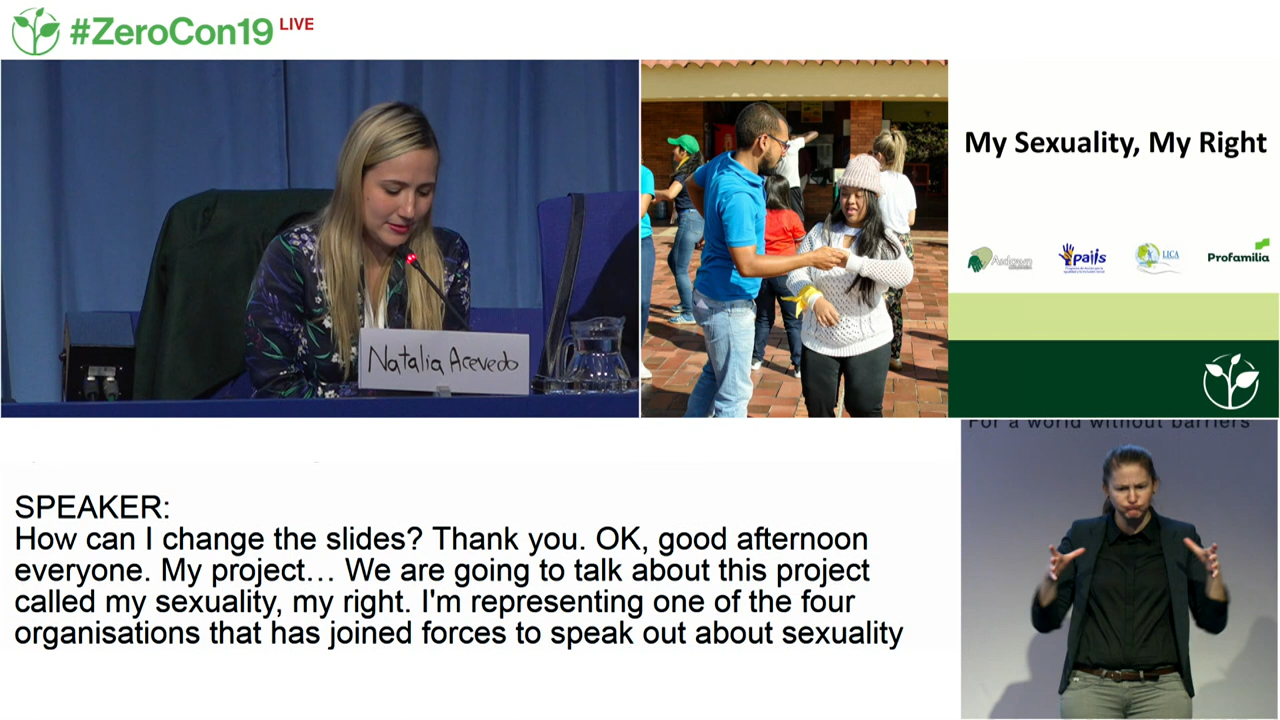 #ZeroCon19 LIVE
My Sexuality, My Right
Asdown
paiis
LICA
Profamilia
Natalia Acevedo
For a world without barriers
SPEAKER:
How can I change the slides? Thank you. OK, good afternoon
everyone. My project... We are going to talk about this project
called my sexuality, my right. I'm representing one of the four
organisations that has joined forces to speak out about sexuality